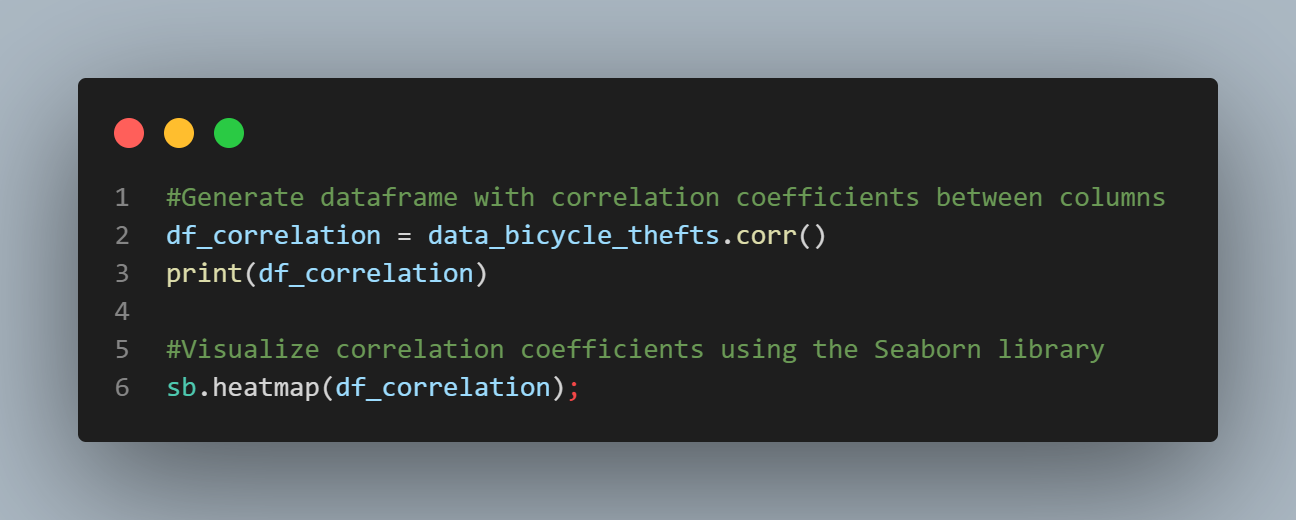 1 #Generate dataframe with correlation coefficients between columns
2 df_correlation = data_bicycle_thefts.corr()
3 print(df_correlation)
4
5 #Visualize correlation coefficients using the Seaborn library
6 sb.heatmap(df_correlation);